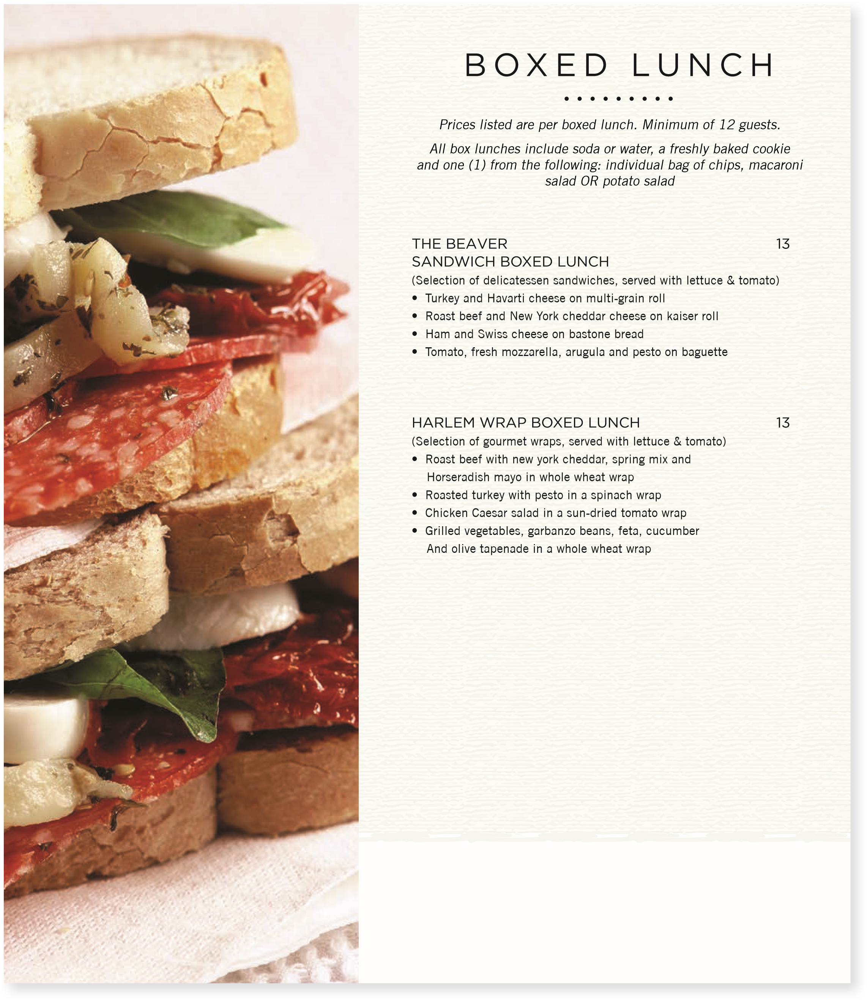 BOXED LUNCH
Prices listed are per boxed lunch. Minimum of 12 guests.
All box lunches include soda or water, a freshly baked cookie
and one (1) from the following: individual bag of chips, macaroni
salad OR potato salad
THE BEAVER 13
SANDWICH BOXED LUNCH
(Selection of delicatessen sandwiches, served with lettuce & tomato)
• Turkey and Havarti cheese on multi-grain roll
• Roast beef and New York cheddar cheese on kaiser roll
• Ham and Swiss cheese on bastone bread
• Tomato, fresh mozzarella, arugula and pesto on baguette
HARLEM WRAP BOXED LUNCH 13
(Selection of gourmet wraps, served with lettuce & tomato)
• Roast beef with new york cheddar, spring mix and
Horseradish mayo in whole wheat wrap
• Roasted turkey with pesto in a spinach wrap
• Chicken Caesar salad in a sun-dried tomato wrap
• Grilled vegetables, garbanzo beans, feta, cucumber
And olive tapenade in a whole wheat wrap